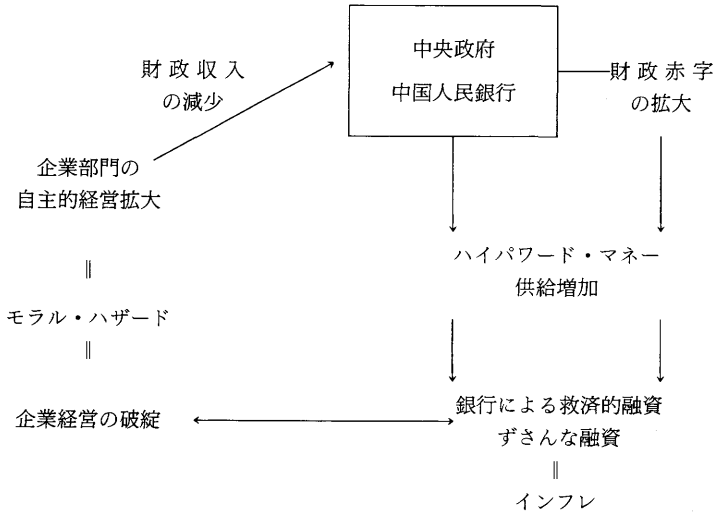 中央政府
中国人民銀行
財政収入
の減少
財政赤字
の拡大
企業部門の
自主的経営拡大
‖
モラル・ハザード
‖
企業経営の破綻
ハイパワード・マネー
供給増加
銀行による救済的融資
ずさんな融資
‖
インフレ